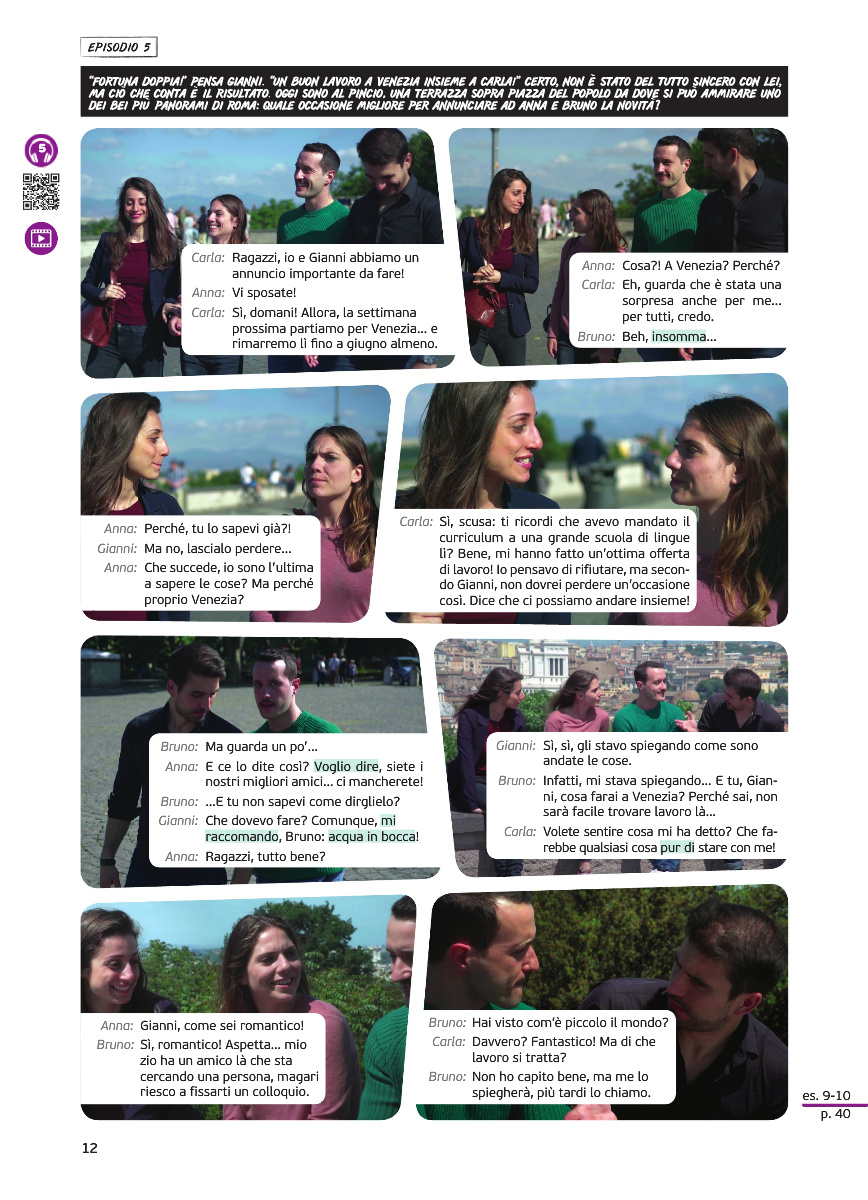 EPISODIO 5
“FORTUNA DOPPIA!” PENSA GIANNI. “UN BUON LAVORO A VENEZIA INSIEME A CARLA!” CERTO, NON È STATO DEL TUTTO SINCERO CON LEI,
MA CIÒ CHE CONTA È IL RISULTATO. OGGI SONO AL PINCIO, UNA TERRAZZA SOPRA PIAZZA DEL POPOLO DA DOVE SI PUÒ AMMIRARE UNO
DEI BEI PIÙ PANORAMI DI ROMA: QUALE OCCASIONE MIGLIORE PER ANNUNCIARE AD ANNA E BRUNO LA NOVITÀ?
5
Carla: Ragazzi, io e Gianni abbiamo un
annuncio importante da fare!
Anna: Vi sposate!
Carla: Sì, domani! Allora, la settimana
prossima partiamo per Venezia... e
rimarremo lì fino a giugno almeno.
Anna: Cosa?! A Venezia? Perché?
Carla: Eh, guarda che è stata una
sorpresa anche per me...
per tutti, credo.
Bruno: Beh, insomma...
Anna: Perché, tu lo sapevi già?!
Gianni: Ma no, lascialo perdere...
Anna: Che succede, io sono l’ultima
a sapere le cose? Ma perché
proprio Venezia?
Carla: Sì, scusa: ti ricordi che avevo mandato il
curriculum a una grande scuola di lingue
lì? Bene, mi hanno fatto un’ottima offerta
di lavoro! Io pensavo di rifiutare, ma secon-
do Gianni, non dovrei perdere un’occasione
così. Dice che ci possiamo andare insieme!
Bruno: Ma guarda un po’...
Anna: E ce lo dite così? Voglio dire, siete i
nostri migliori amici... ci mancherete!
Bruno: ...E tu non sapevi come dirglielo?
Gianni: Che dovevo fare? Comunque, mi
raccomando, Bruno: acqua in bocca!
Anna: Ragazzi, tutto bene?
Gianni: Sì, sì, gli stavo spiegando come sono
andate le cose.
Bruno: Infatti, mi stava spiegando... E tu, Gian-
ni, cosa farai a Venezia? Perché sai, non
sarà facile trovare lavoro là...
Carla: Volete sentire cosa mi ha detto? Che fa-
rebbe qualsiasi cosa pur di stare con me!
Anna: Gianni, come sei romantico!
Bruno: Sì, romantico! Aspetta... mio
zio ha un amico là che sta
cercando una persona, magari
riesco a fissarti un colloquio.
Bruno: Hai visto com’è piccolo il mondo?
Carla: Davvero? Fantastico! Ma di che
lavoro si tratta?
Bruno: Non ho capito bene, ma me lo
spiegherà, più tardi lo chiamo.
es. 9-10
p. 40
12